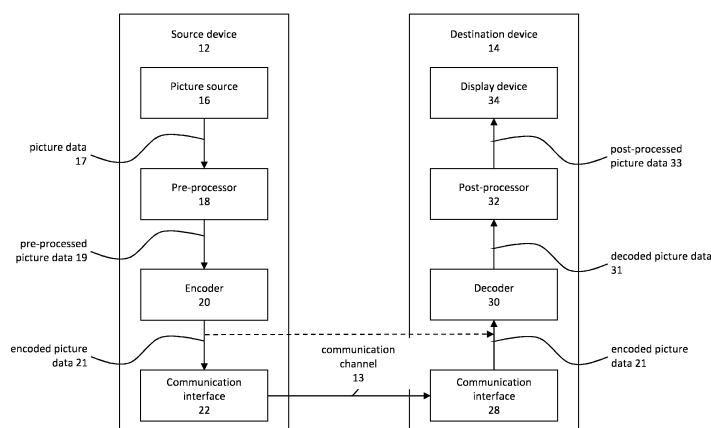 Source device
12
Picture source
16
picture data
17
Pre-processor
18
pre-processed
picture data 19
Encoder
20
encoded picture
data 21
Communication
interface
22
communication
channel
13
Destination device
14
Display device
34
post-processed
picture data 33
Post-processor
32
decoded picture data
31
Decoder
30
encoded picture
data 21
Communication
interface
28